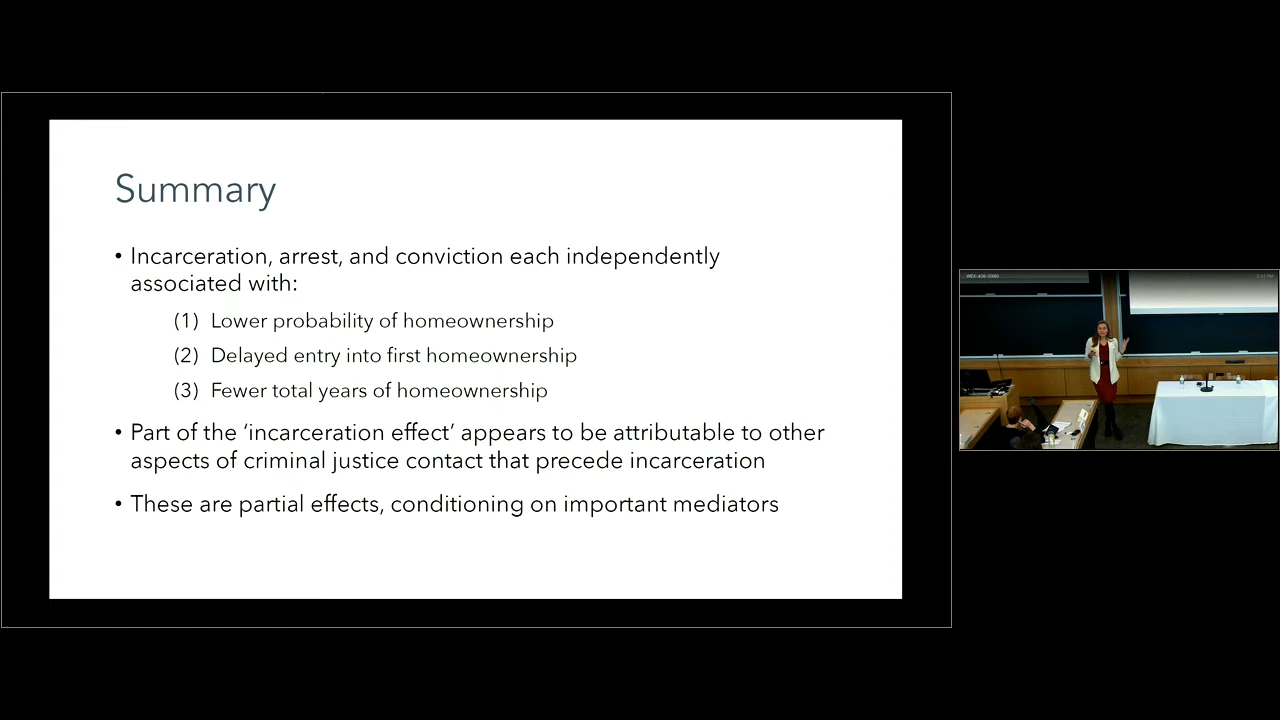 Summary
• Incarceration, arrest, and conviction each independently
associated with:
(1) Lower probability of homeownership
(2) Delayed entry into first homeownership
(3) Fewer total years of homeownership
• Part of the ‘incarceration effect’ appears to be attributable to other
aspects of criminal justice contact that precede incarceration
• These are partial effects, conditioning on important mediators